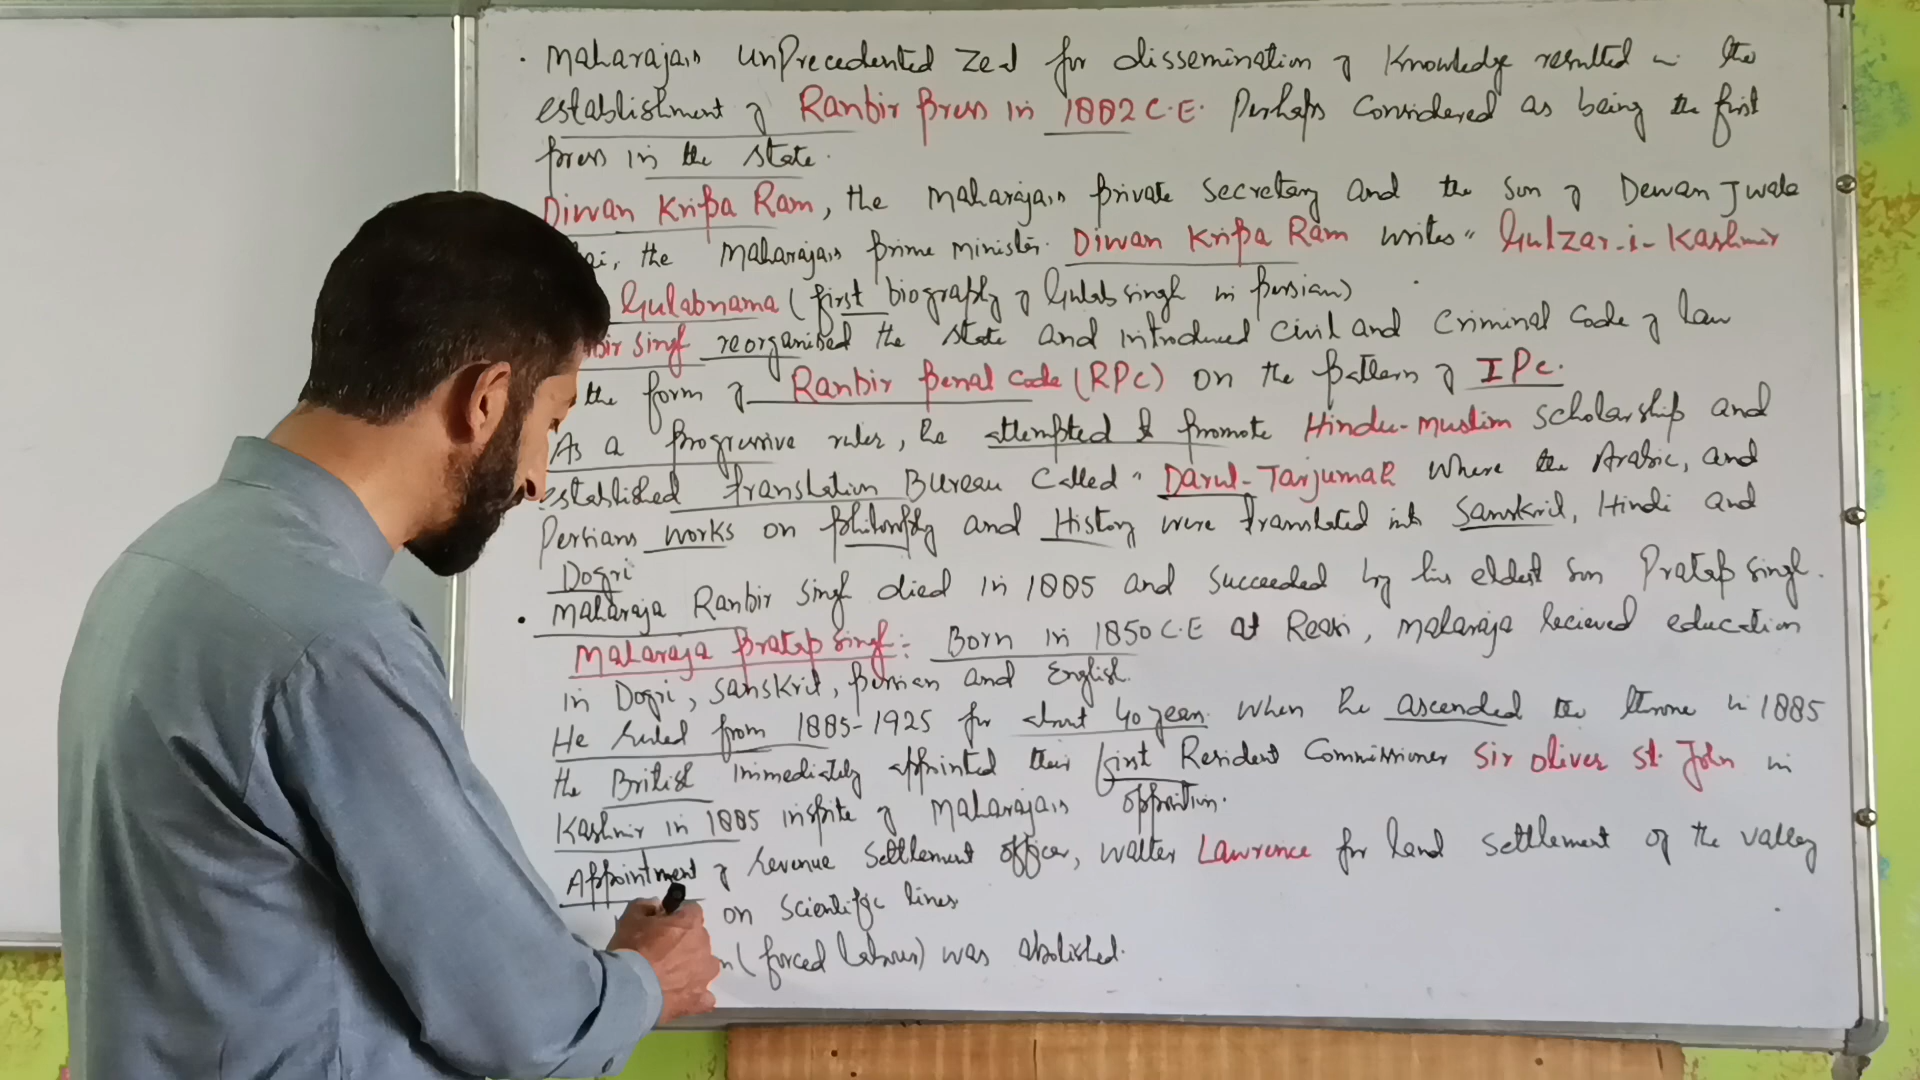 . Maharaja,s unprecedented zeal for dissemination of Knowledge resulted in the
establishment of Ranbir press in 1882 C.E. Perhaps Considered as being the first
press in the state.
Diwan Kripa Ram, the Maharaja,s private secretary and the son of Dewan Jwala
ai, the Maharaja,s prime minister. Diwan Kripa Ram writes " Gulzar-i-Kashmir
Gulabnama (first biography of Gulab singh in persian)
bir singh reorganised the state and introduced civil and Criminal Code of law
the form of Ranbir penal code (RPC) on the pattern of IPC.
As a progressive ruler, he attempted to promote Hindu-Muslim scholarship and
established translation Bureau Called " Darul-Tarjumah where the Arabic, and
Persians works on philosophy and History were translated into Sanskrit, Hindi and
Dogri
. Maharaja Ranbir Singh died in 1885 and succeeded by his eldest son Pratap singh.
Maharaja pratap singh:- Born in 1850 C.E at Reasi, Maharaja recieved education
in Dogri, Sanskrit, persian and English.
He ruled from 1885-1925 for about 40 years. When he ascended the throne in 1885
the British immediately appointed their first Resident Commissioner Sir Oliver St. John in
Kashmir in 1885 inspite of Maharaja,s opposition.
Appointment of revenue settlement officer, Walter Lawrence for land settlement of the valley
on scientific lines
(forced labour) was abolished.